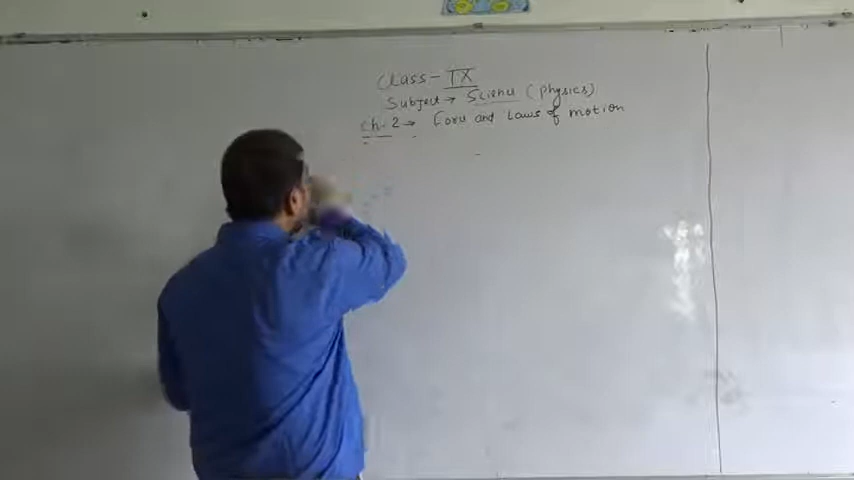 Class - IX
Subject → Science (physics)
ch-2 → Force and Laws of motion